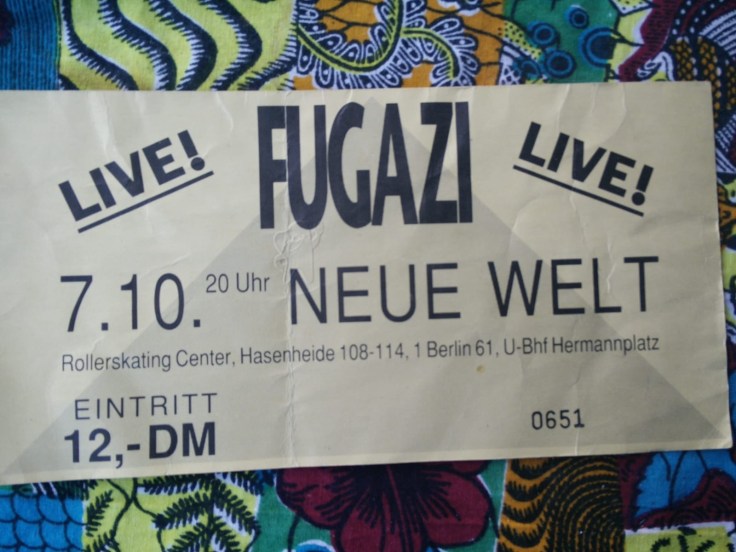 LIVE! FUGAZI LIVE!
7.10. 20 Uhr NEUE WELT
Rollerskating Center, Hasenheide 108-114, 1 Berlin 61, U-Bhf Hermannplatz
EINTRITT
12,-DM 0651